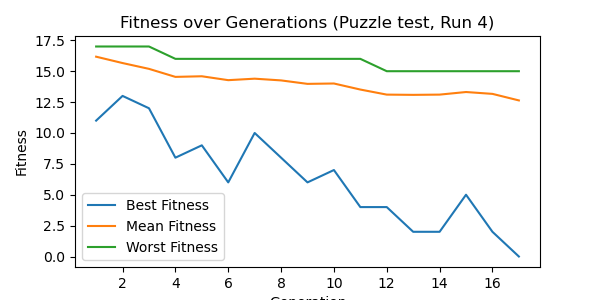 Fitness over Generations (Puzzle test, Run 4)
17.5
15.0
12.5
10.0
7.5
5.0
2.5
0.0
Fitness
Best Fitness
Mean Fitness
Worst Fitness
2 4 6 8 10 12 14 16
Generation